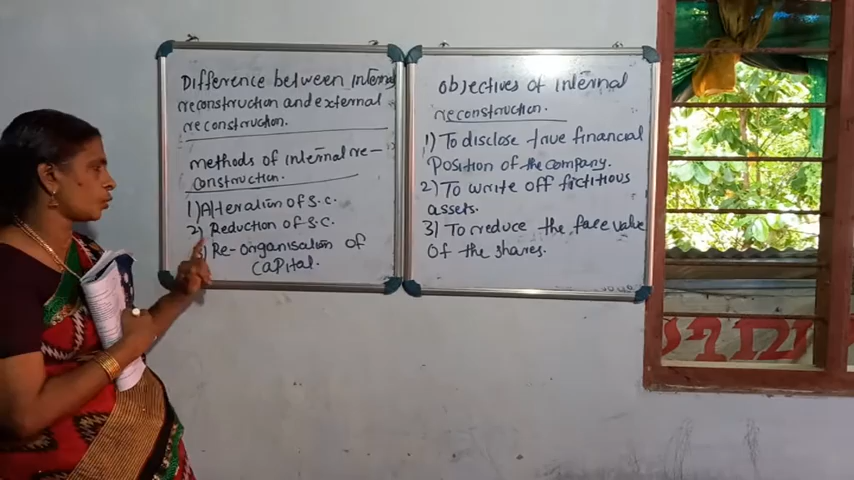 Difference between internal
reconstruction and external
reconstruction.
methods of internal re-
construction.
1) Alteration of S.C.
2) Reduction of S.C.
Re-organisation of
capital.
objectives of internal
reconstruction.
1) To disclose true financial
Position of the company.
2) To write off fictitious
assets.
3) To reduce the face value
of the shares.